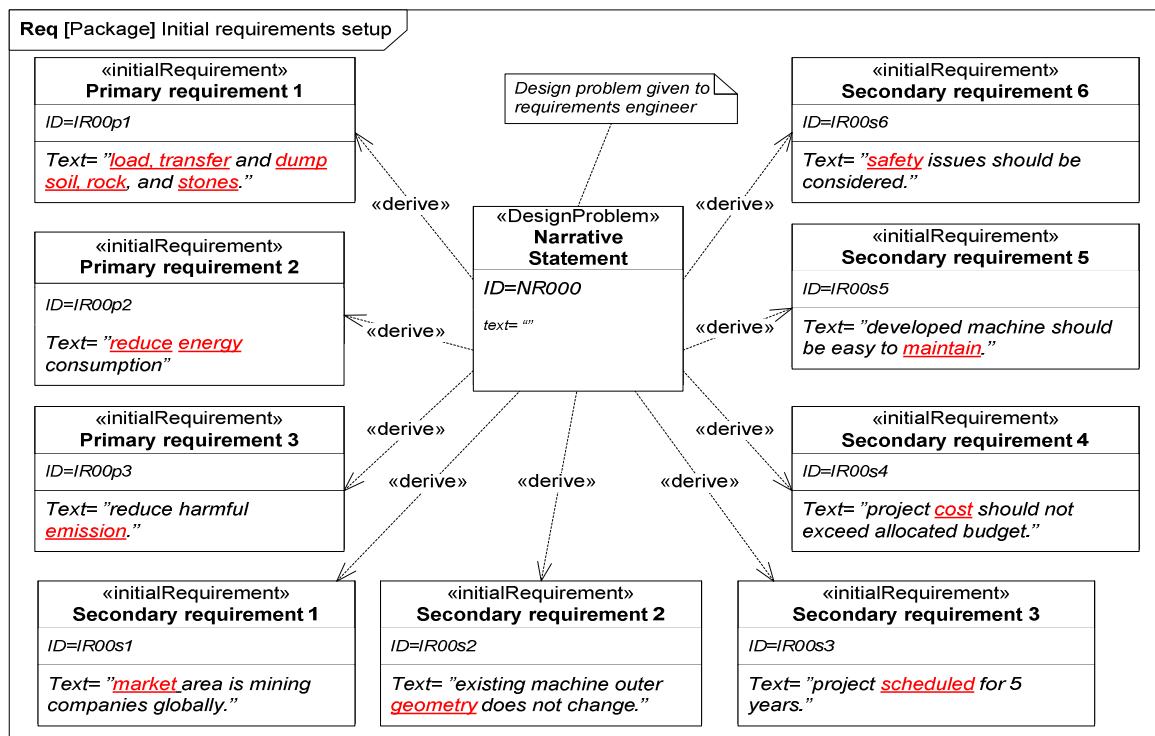 Req [Package] Initial requirements setup
«initialRequirement»
Primary requirement 1
ID=IR00p1
Text= ”load, transfer and dump
soil, rock, and stones.”
«initialRequirement»
Primary requirement 2
ID=IR00p2
Text= ”reduce energy
consumption”
«initialRequirement»
Primary requirement 3
ID=IR00p3
Text= ”reduce harmful
emission.”
Design problem given to
requirements engineer
«DesignProblem»
Narrative
Statement
ID=NR000
text= “”
«derive»
«derive»
«derive»
«derive»
«derive»
«derive»
«derive»
«derive»
«derive»
«initialRequirement»
Secondary requirement 6
ID=IR00s6
Text= ”safety issues should be
considered.”
«initialRequirement»
Secondary requirement 5
ID=IR00s5
Text= ”developed machine should
be easy to maintain.”
«initialRequirement»
Secondary requirement 4
ID=IR00s4
Text= ”project cost should not
exceed allocated budget.”
«initialRequirement»
Secondary requirement 1
ID=IR00s1
Text= ”market area is mining
companies globally.”
«initialRequirement»
Secondary requirement 2
ID=IR00s2
Text= ”existing machine outer
geometry does not change.”
«initialRequirement»
Secondary requirement 3
ID=IR00s3
Text= ”project scheduled for 5
years.”